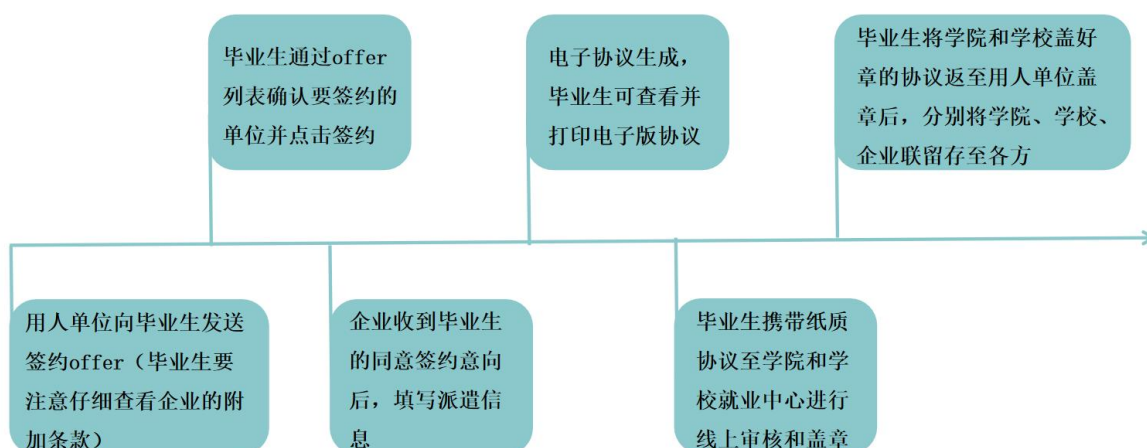 毕业生通过offer
列表确认要签约的
单位并点击签约
电子协议生成，
毕业生可查看并
打印电子版协议
毕业生将学院和学校盖好
章的协议返至用人单位盖
章后，分别将学院、学校、
企业联留存至各方
用人单位向毕业生发送
签约offer（毕业生要
注意仔细查看企业的附
加条款）
企业收到毕业生
的同意签约意向
后，填写派遣信
息
毕业生携带纸质
协议至学院和学
校就业中心进行
线上审核和盖章